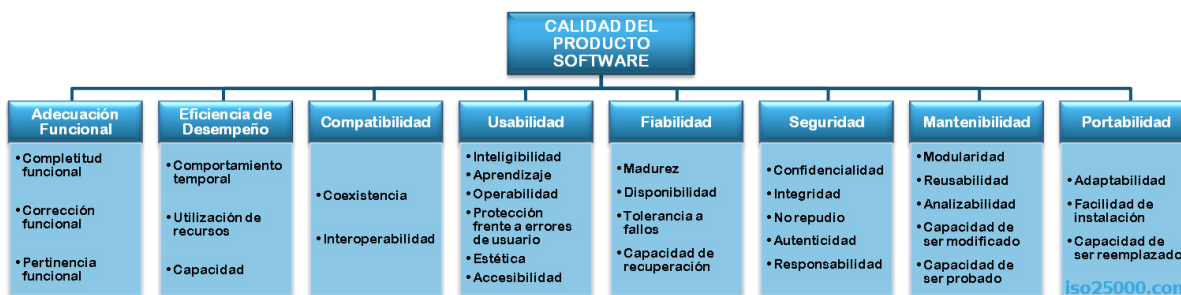 CALIDAD DEL
PRODUCTO
SOFTWARE
Adecuación
Funcional
• Completitud
funcional
• Corrección
funcional
• Pertinencia
funcional
Eficiencia de
Desempeño
• Comportamiento
temporal
• Utilización de
recursos
• Capacidad
Compatibilidad
• Coexistencia
• Interoperabilidad
Usabilidad
• Inteligibilidad
• Aprendizaje
• Operabilidad
• Protección
frente a errores
de usuario
• Estética
• Accesibilidad
Fiabilidad
• Madurez
• Disponibilidad
• Tolerancia a
fallos
• Capacidad de
recuperación
Seguridad
• Confidencialidad
• Integridad
• No repudio
• Autenticidad
• Responsabilidad
Mantenibilidad
• Modularidad
• Reusabilidad
• Analizabilidad
• Capacidad de
ser modificado
• Capacidad de
ser probado
Portabilidad
• Adaptabilidad
• Facilidad de
instalación
• Capacidad de
ser reemplazado
iso25000.com